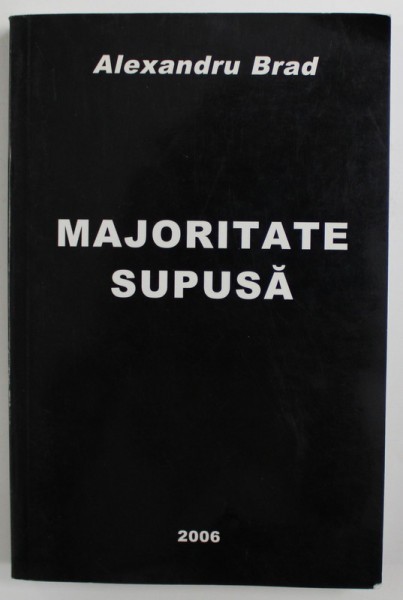 Alexandru Brad
MAJORITATE
SUPUSĂ
2006